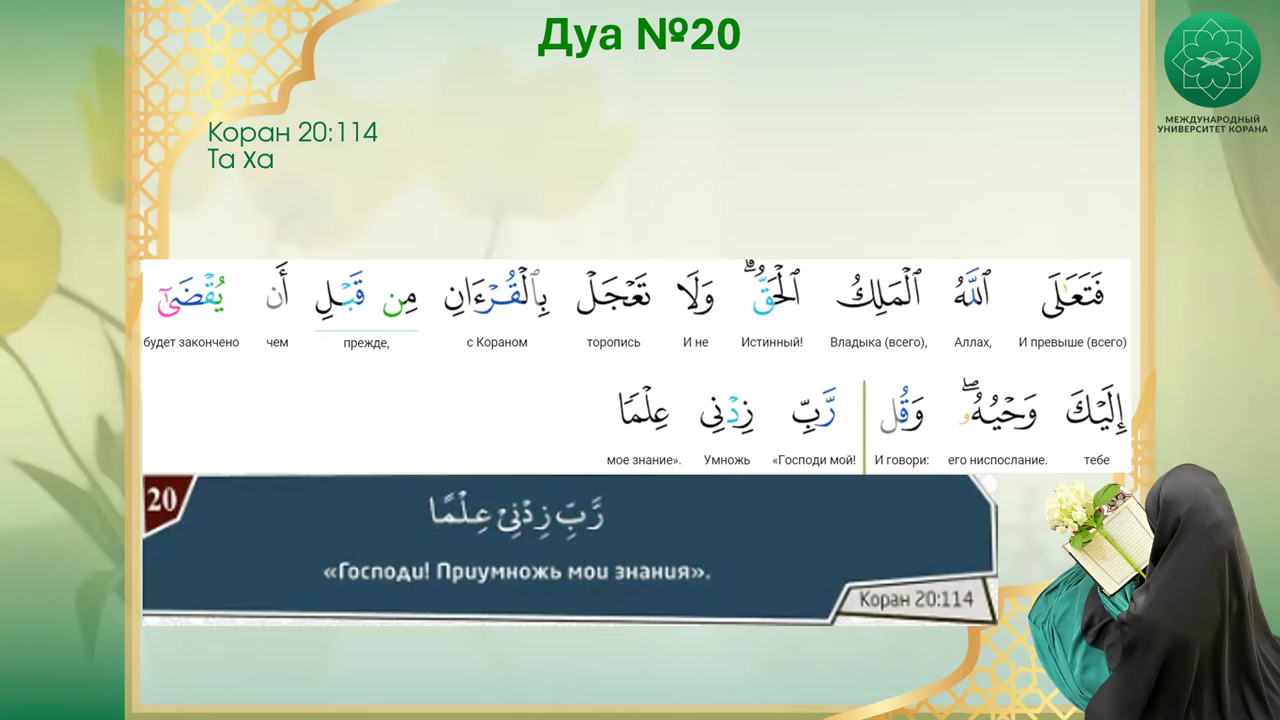 Дуа №20
МЕЖДУНАРОДНЫЙ
УНИВЕРСИТЕТ КОРАНА
Коран 20:114
Та Ха
فَتَعَٰلَى ٱللَّهُ ٱلْمَلِكُ ٱلْحَقُّ ۗ وَلَا تَعْجَلْ بِٱلْقُرْءَانِ مِن قَبْلِ أَن يُقْضَىٰٓ
И превыше (всего) Аллах, Владыка (всего), Истинный! И не торопись с Кораном прежде, чем будет закончено
إِلَيْكَ وَحْيُهُۥ ۖ وَقُل رَّبِّ زِدْنِى عِلْمًا
тебе его ниспослание. И говори: «Господи мой! Умножь мое знание».
20
رَّبِّ زِدْنِىْ عِلْمًا
«Господи! Приумножь мои знания».
Коран 20:114